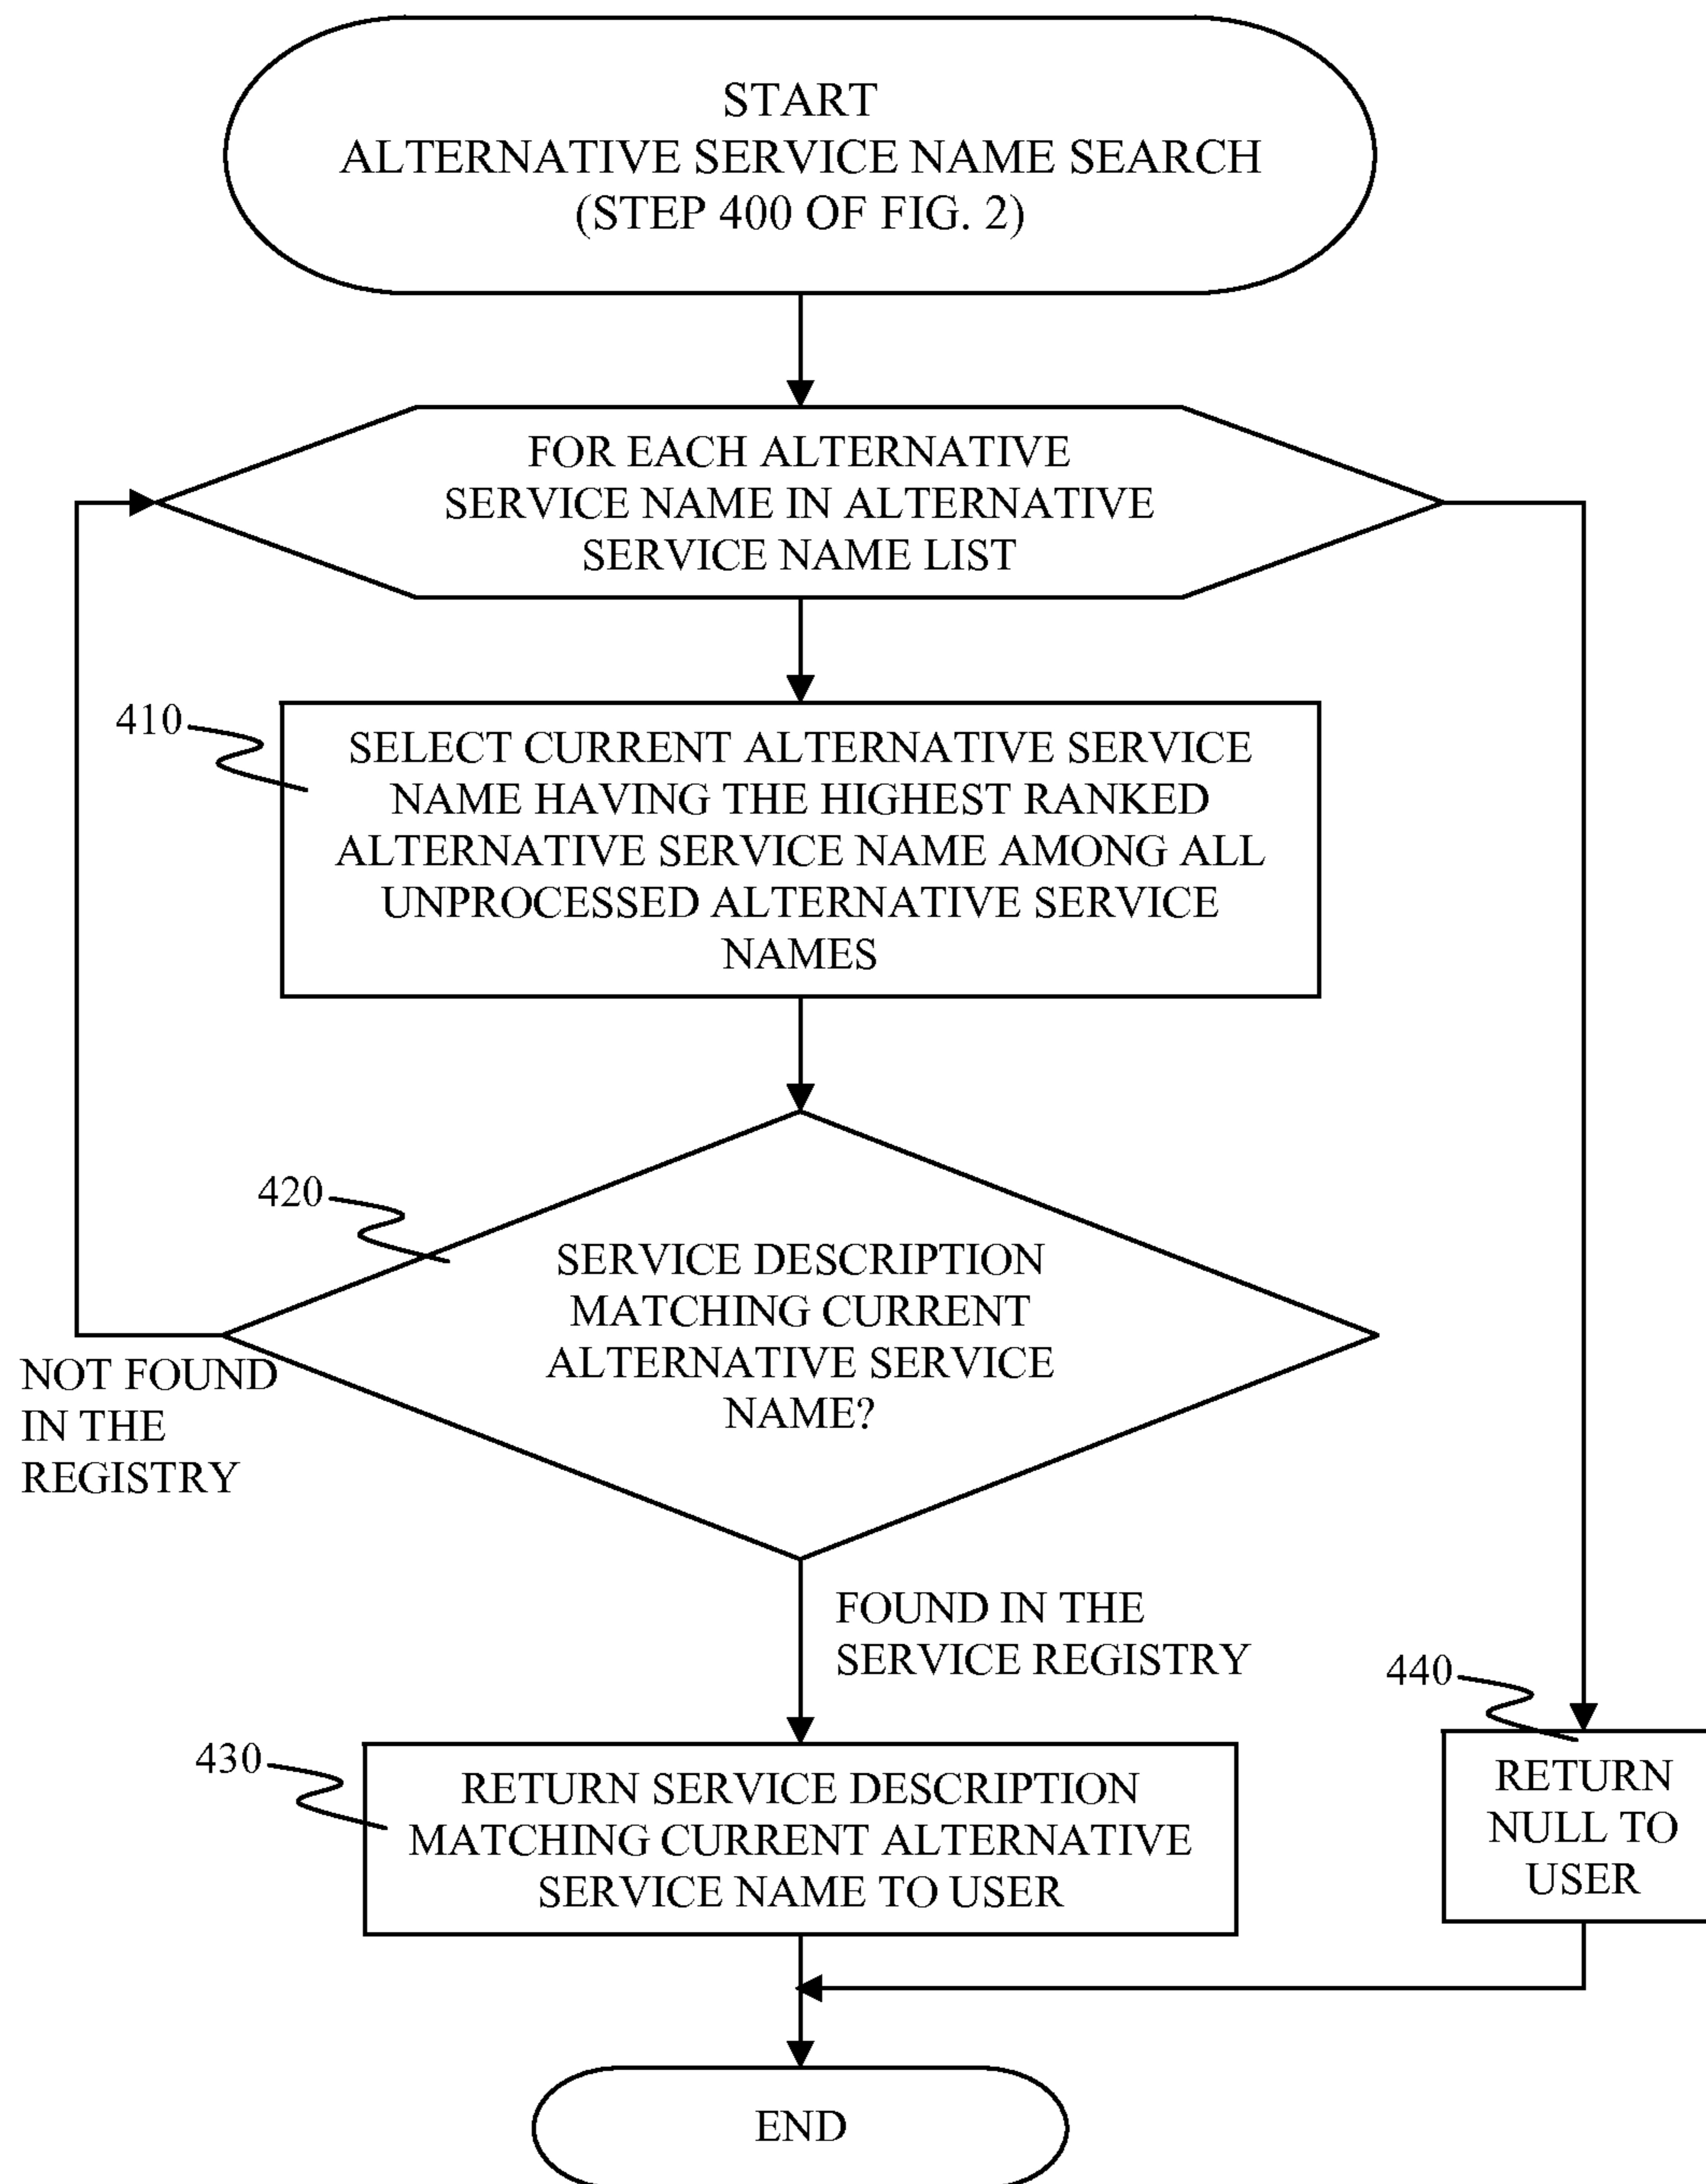 START
ALTERNATIVE SERVICE NAME SEARCH
(STEP 400 OF FIG. 2)
FOR EACH ALTERNATIVE
SERVICE NAME IN ALTERNATIVE
SERVICE NAME LIST
410
SELECT CURRENT ALTERNATIVE SERVICE
NAME HAVING THE HIGHEST RANKED
ALTERNATIVE SERVICE NAME AMONG ALL
UNPROCESSED ALTERNATIVE SERVICE
NAMES
420
SERVICE DESCRIPTION
MATCHING CURRENT
ALTERNATIVE SERVICE
NAME?
NOT FOUND
IN THE
REGISTRY
FOUND IN THE
SERVICE REGISTRY
430
RETURN SERVICE DESCRIPTION
MATCHING CURRENT ALTERNATIVE
SERVICE NAME TO USER
440
RETURN
NULL TO
USER
END